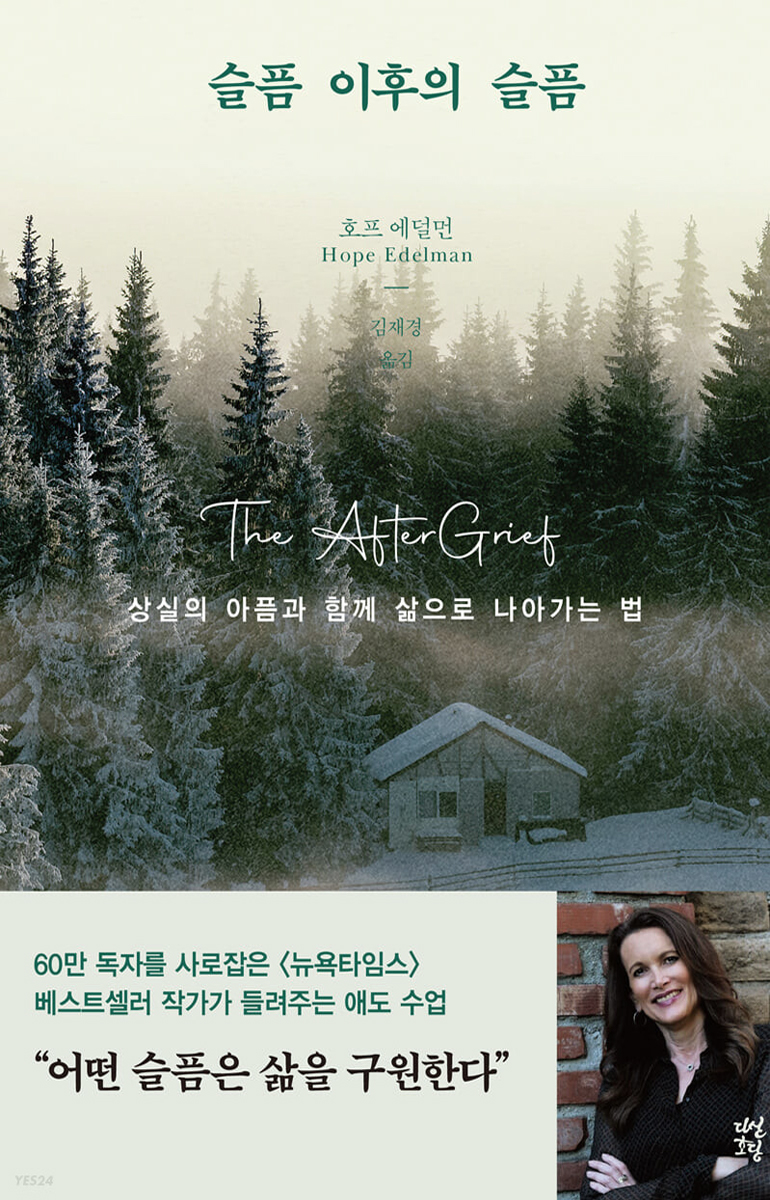 슬픔 이후의 슬픔
호프 에덜먼
Hope Edelman
김재경
옮김
The AfterGrief
상실의 아픔과 함께 삶으로 나아가는 법
60만 독자를 사로잡은 〈뉴욕타임스〉
베스트셀러 작가가 들려주는 애도 수업
“어떤 슬픔은 삶을 구원한다”
다산
초당
YES24